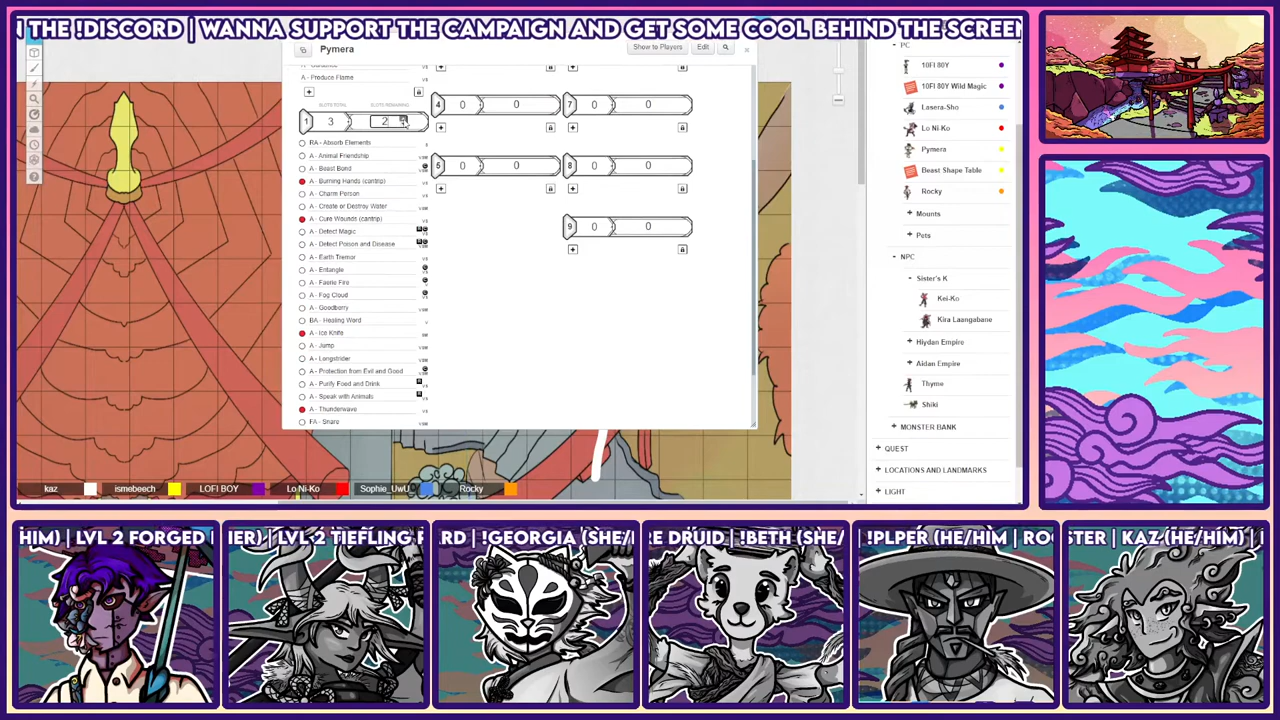 N THE !DISCORD | WANNA SUPPORT THE CAMPAIGN AND GET SOME COOL BEHIND THE SCREEN
Pymera
Show to Players
Edit
A - Produce Flame
SLOTS TOTAL
SLOTS REMAINING
1 3 2
RA - Absorb Elements
A - Animal Friendship
A - Beast Bond
A - Burning Hands (cantrip)
A - Charm Person
A - Create or Destroy Water
A - Cure Wounds (cantrip)
A - Detect Magic
A - Detect Poison and Disease
A - Earth Tremor
A - Entangle
A - Faerie Fire
A - Fog Cloud
A - Goodberry
BA - Healing Word
A - Ice Knife
A - Jump
A - Longstrider
A - Protection from Evil and Good
A - Purify Food and Drink
A - Speak with Animals
A - Thunderwave
FA - Snare
4 0 0
7 0 0
5 0 0
8 0 0
9 0 0
PC
10FI 80Y
10FI 80Y Wild Magic
Lasera-Sho
Lo Ni-Ko
Pymera
Beast Shape Table
Rocky
Mounts
Pets
NPC
Sister's K
Kei-Ko
Kira Laangabane
Hiydan Empire
Aidan Empire
Thyme
Shiki
MONSTER BANK
QUEST
LOCATIONS AND LANDMARKS
LIGHT
kaz
ismebeech
LOFI BOY
Lo Ni-Ko
Sophie_UwU_
Rocky
HIM) | LVL 2 FORGED
IER) | LVL 2 TIEFLING
RD | !GEORGIA (SHE/
RE DRUID | !BETH (SHE/
!PLPER (HE/HIM | RO
STER | KAZ (HE/HIM) |